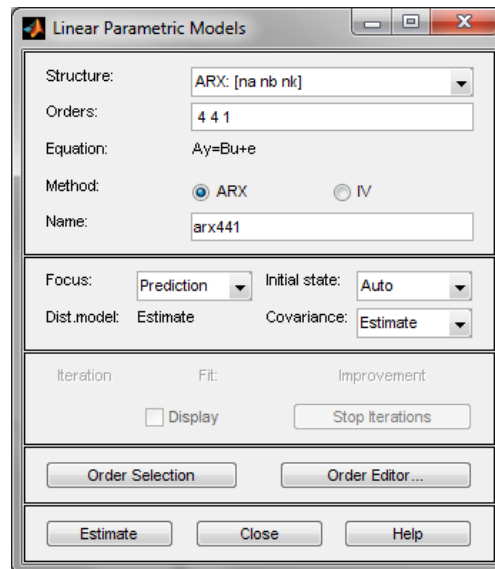 Linear Parametric Models
Structure: ARX: [na nb nk]
Orders: 4 4 1
Equation: Ay=Bu+e
Method: ARX IV
Name: arx441
Focus: Prediction Initial state: Auto
Dist.model: Estimate Covariance: Estimate
Iteration Fit: Improvement
Display Stop Iterations
Order Selection Order Editor...
Estimate Close Help